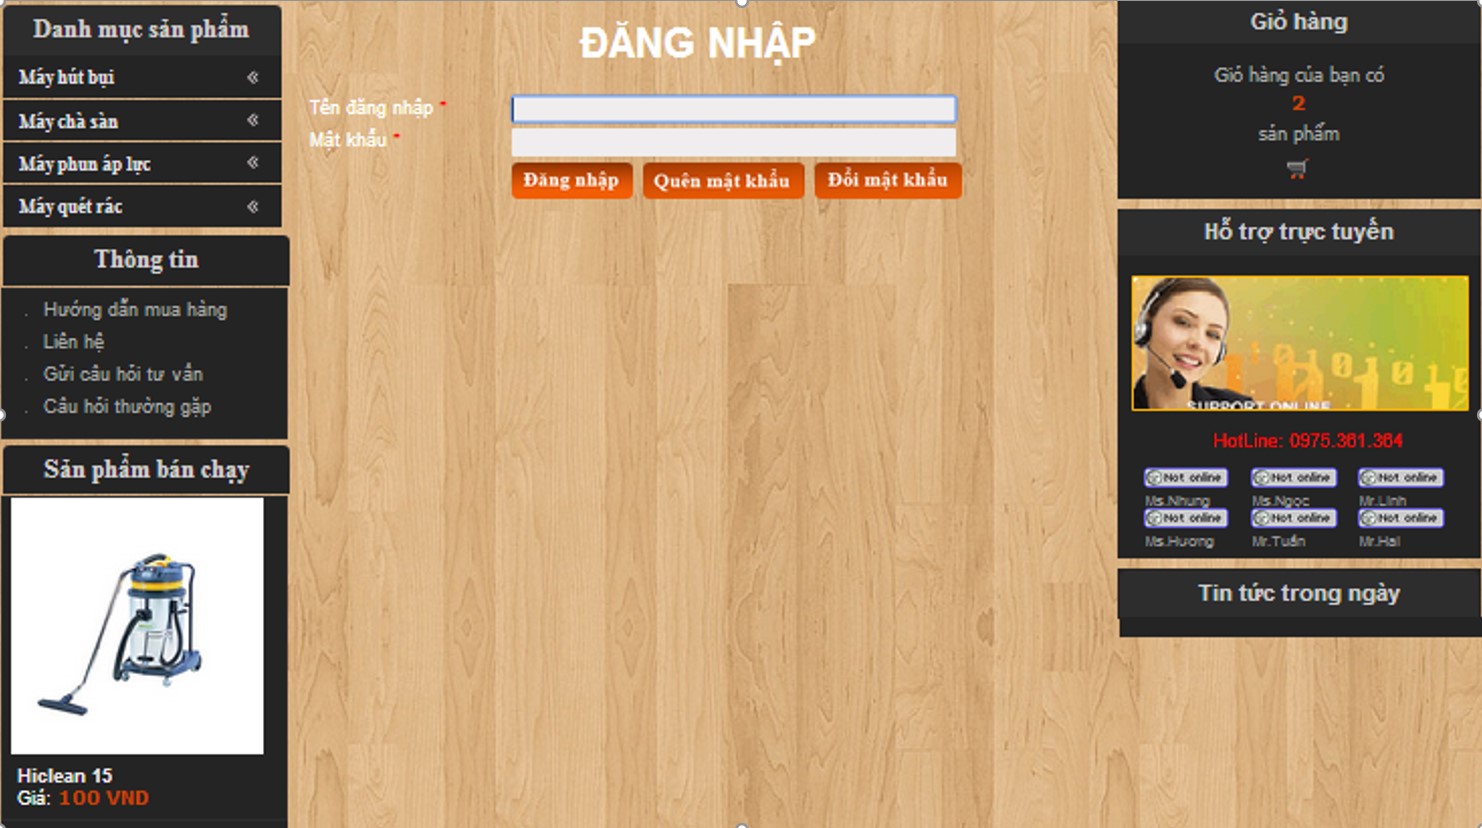 Danh mục sản phẩm
Máy hút bụi
Máy chà sàn
Máy phun áp lực
Máy quét rác
Thông tin
. Hướng dẫn mua hàng
. Liên hệ
. Gửi câu hỏi tư vấn
. Câu hỏi thường gặp
Sản phẩm bán chạy
Hiclean 15
Giá: 100 VND
ĐĂNG NHẬP
Tên đăng nhập *
Mật khẩu *
Đăng nhập Quên mật khẩu Đổi mật khẩu
Giỏ hàng
Giỏ hàng của bạn có
2
sản phẩm
Hỗ trợ trực tuyến
SUPPORT ONLINE
HotLine: 0975.361.364
Not online Not online Not online
Ms.Nhung Ms.Ngọc Mr.Linh
Not online Not online Not online
Ms.Hương Mr.Tuấn Mr.Hai
Tin tức trong ngày